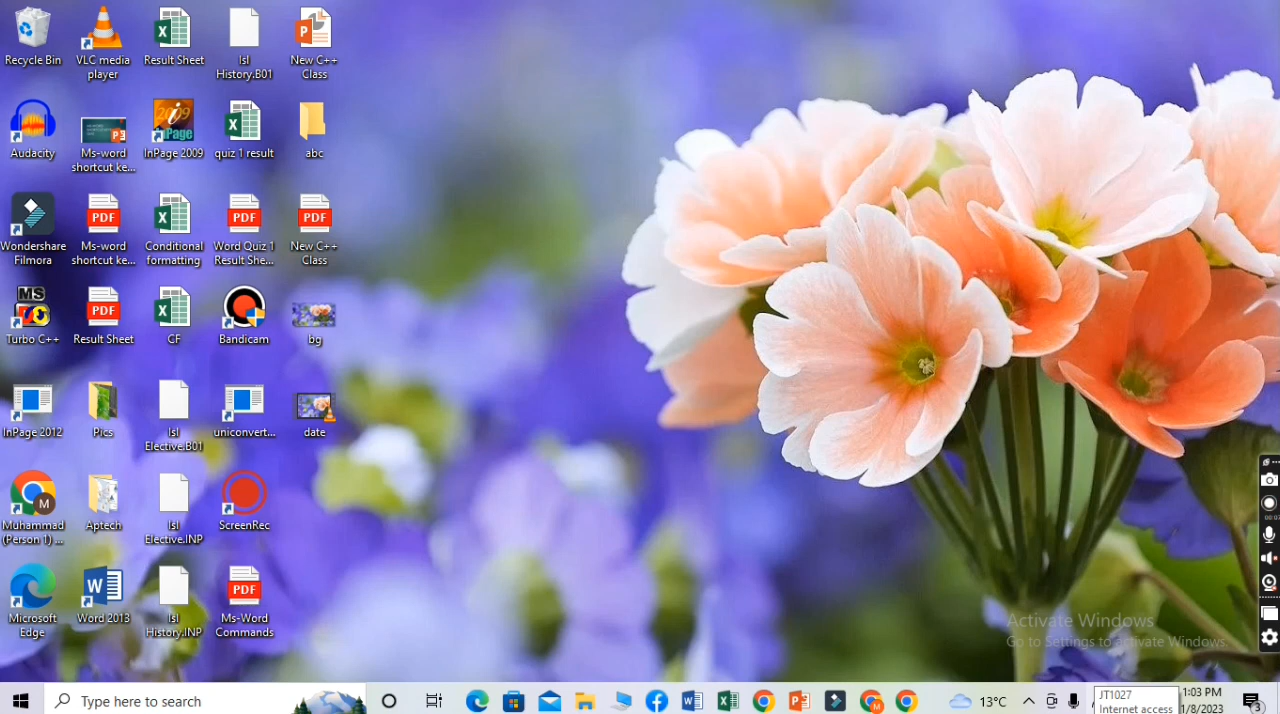 Recycle Bin
VLC media
player
Result Sheet
Isl
History.B01
New C++
Class
Audacity
Ms-word
shortcut ke...
InPage 2009
quiz 1 result
abc
Wondershare
Filmora
Ms-word
shortcut ke...
Conditional
formatting
Word Quiz 1
Result She...
New C++
Class
Turbo C++
Result Sheet
CF
Bandicam
bg
InPage 2012
Pics
Isl
Elective.B01
uniconvert...
date
Muhammad
(Person 1) ...
Aptech
Isl
Elective.INP
ScreenRec
Microsoft
Edge
Word 2013
Isl
History.INP
Ms-Word
Commands
Activate Windows
Go to Settings to activate Windows.
Type here to search
13°C
JT1027
Internet access
1:03 PM
1/8/2023
3